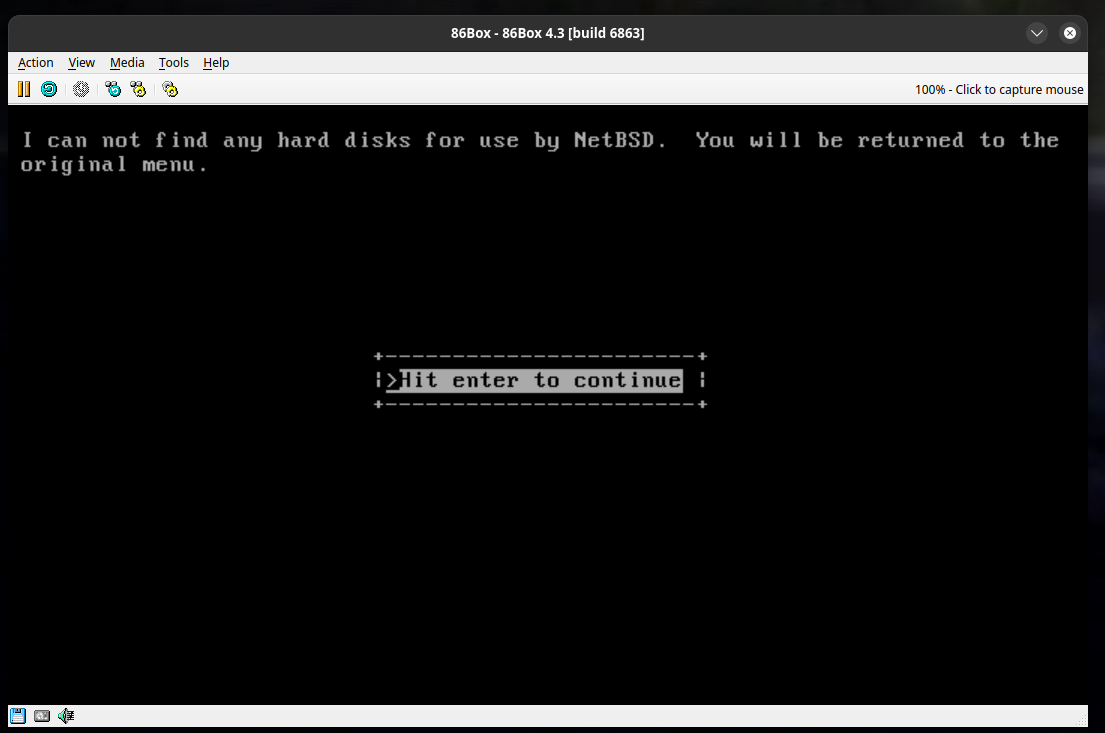 86Box - 86Box 4.3 [build 6863]
Action View Media Tools Help
100% - Click to capture mouse
I can not find any hard disks for use by NetBSD.  You will be returned to the
original menu.
+-----------------------+
|>Hit enter to continue |
+-----------------------+